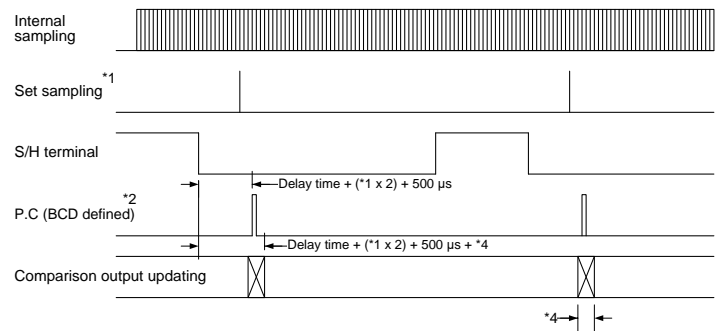 Internal
sampling
Set sampling*1
S/H terminal
Delay time + (*1 x 2) + 500 µs
P.C (BCD defined)*2
Delay time + (*1 x 2) + 500 µs + *4
Comparison output updating
*4